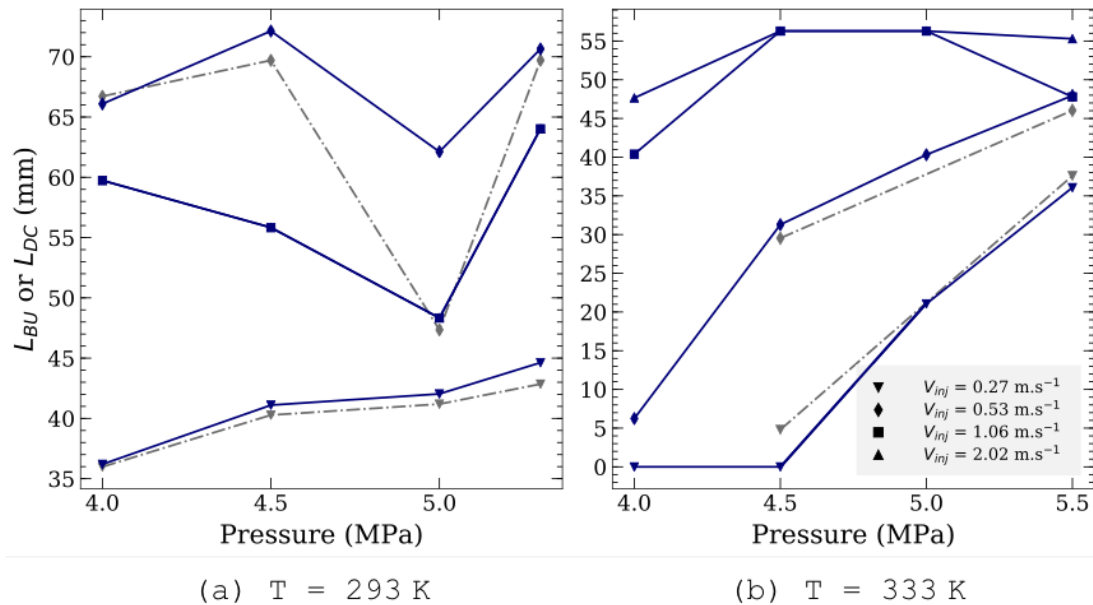 L_BU or L_DC (mm)
70
65
60
55
50
45
40
35
4.0 4.5 5.0
Pressure (MPa)
55
50
45
40
35
30
25
20
15
10
5
0
V_inj = 0.27 m.s⁻¹
V_inj = 0.53 m.s⁻¹
V_inj = 1.06 m.s⁻¹
V_inj = 2.02 m.s⁻¹
4.0 4.5 5.0 5.5
Pressure (MPa)
(a) T = 293 K
(b) T = 333 K